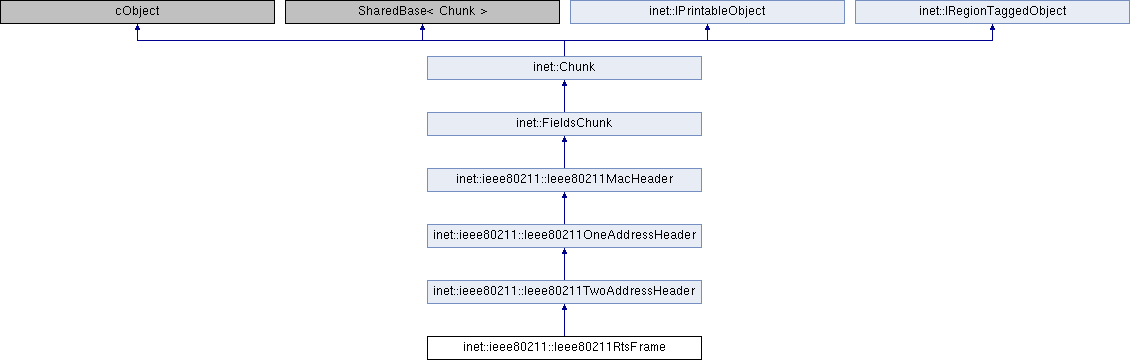 cObject
SharedBase< Chunk >
inet::IPrintableObject
inet::IRegionTaggedObject
inet::Chunk
inet::FieldsChunk
inet::ieee80211::Ieee80211MacHeader
inet::ieee80211::Ieee80211OneAddressHeader
inet::ieee80211::Ieee80211TwoAddressHeader
inet::ieee80211::Ieee80211RtsFrame